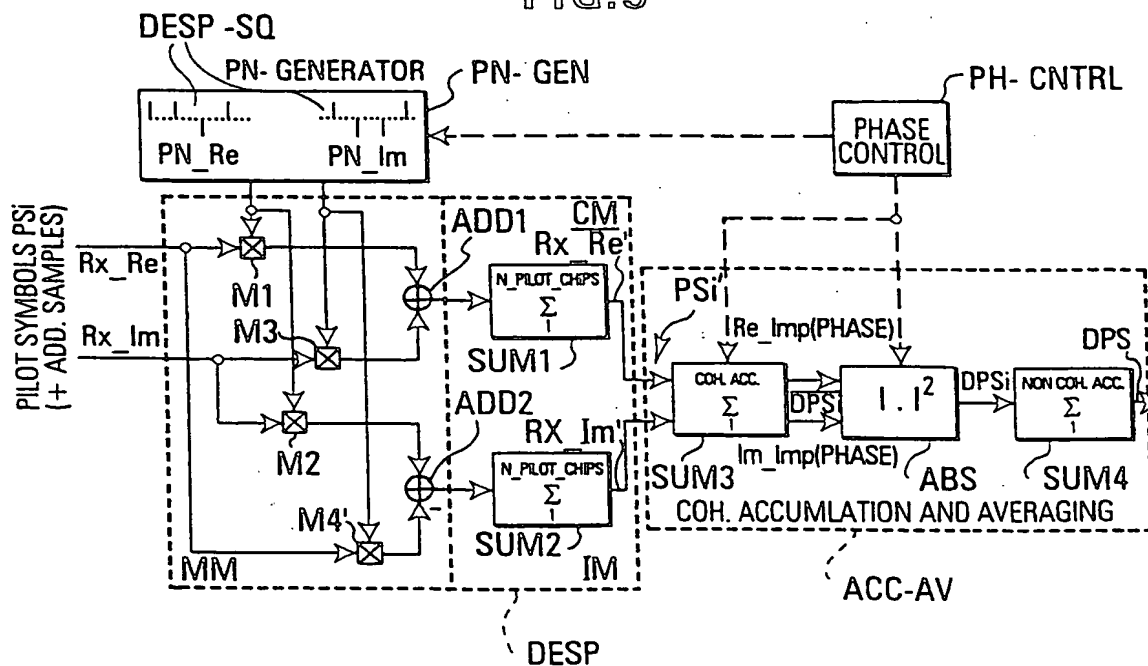 DESP -SQ
PN- GENERATOR
PN- GEN
PH- CNTRL
PN_Re
PN_Im
PHASE
CONTROL
PILOT SYMBOLS PSi
(+ ADD. SAMPLES)
Rx_Re
Rx_Im
M1
M3
M2
M4'
MM
ADD1
ADD2
-
CM
Rx_Re'
N_PILOT_CHIPS
Σ
1
SUM1
RX_Im'
N_PILOT_CHIPS
Σ
1
SUM2
IM
DESP
PSi'
Re_Imp(PHASE)
COH. ACC.
Σ
1
SUM3
DPS
Im_Imp(PHASE)
| . |²
ABS
DPSi
NON COH. ACC.
Σ
1
SUM4
DPS
COH. ACCUMLATION AND AVERAGING
ACC-AV